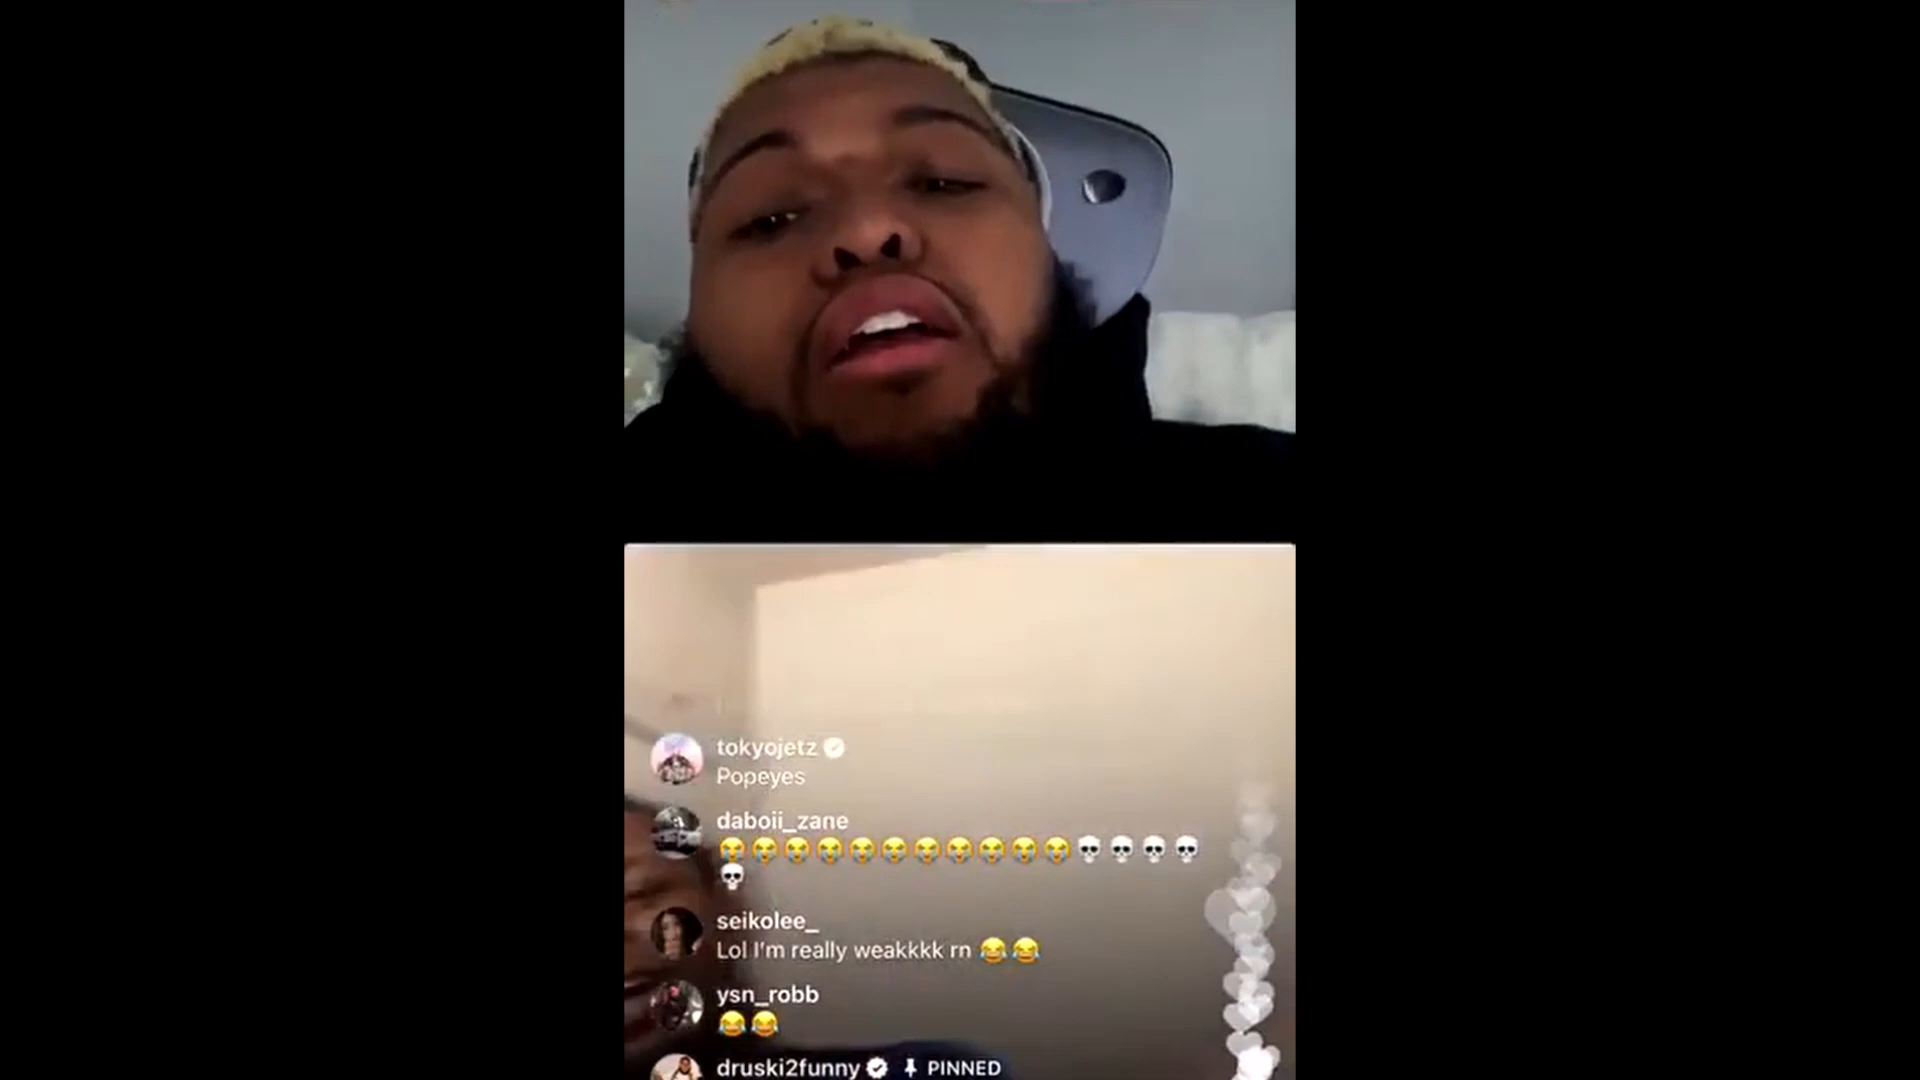 tokyojetz
Popeyes
daboii_zane
😭😭😭😭😭😭😭😭😭😭😭💀💀💀💀
💀
seikolee_
Lol I'm really weakkkk rn 😂😂
ysn_robb
😂😂
druski2funny PINNED